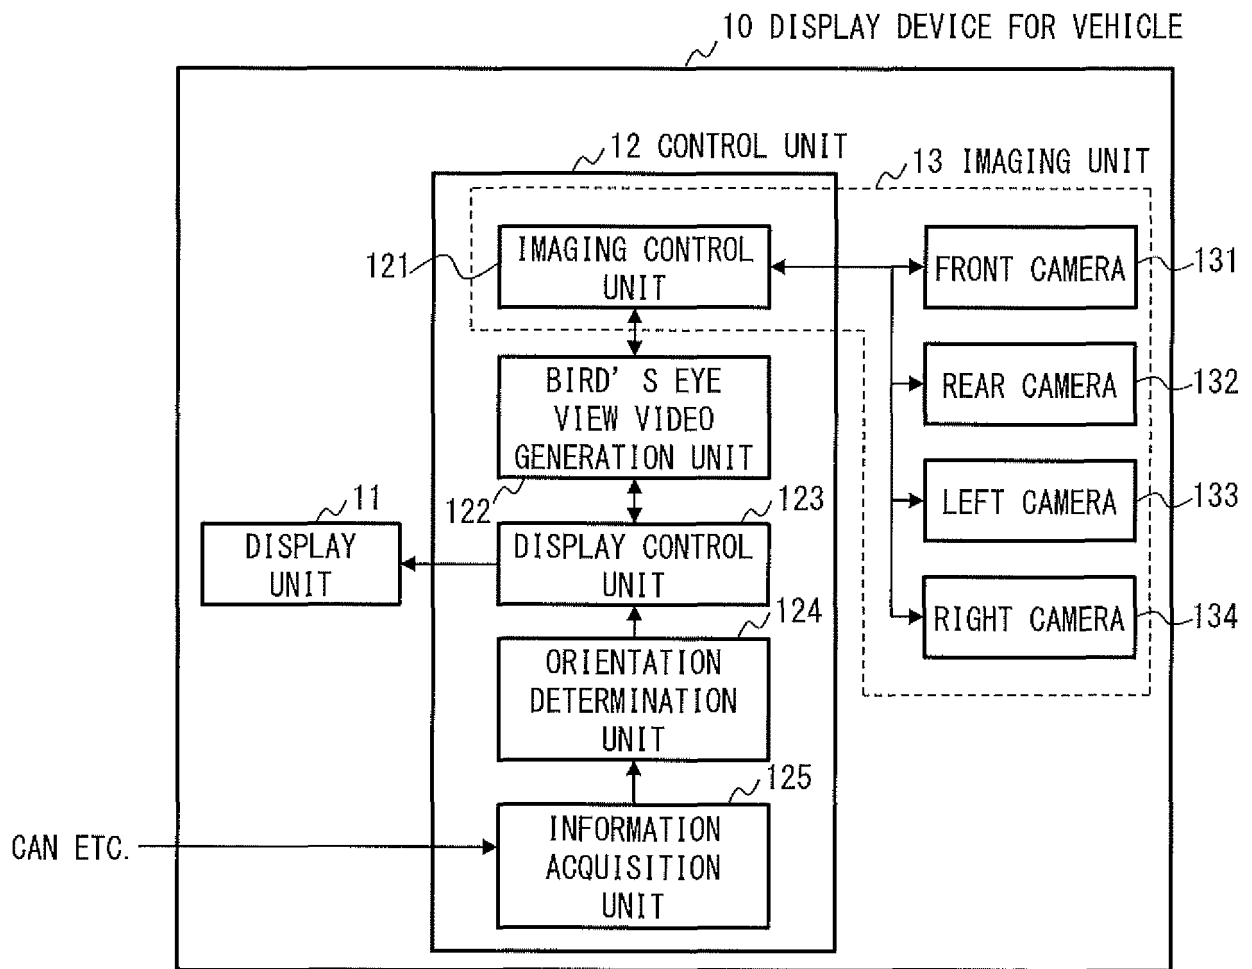 10 DISPLAY DEVICE FOR VEHICLE
12 CONTROL UNIT
13 IMAGING UNIT
121
IMAGING CONTROL
UNIT
FRONT CAMERA
131
BIRD'S EYE
VIEW VIDEO
GENERATION UNIT
122
REAR CAMERA
132
11
DISPLAY
UNIT
123
DISPLAY CONTROL
UNIT
LEFT CAMERA
133
124
ORIENTATION
DETERMINATION
UNIT
RIGHT CAMERA
134
125
INFORMATION
ACQUISITION
UNIT
CAN ETC.